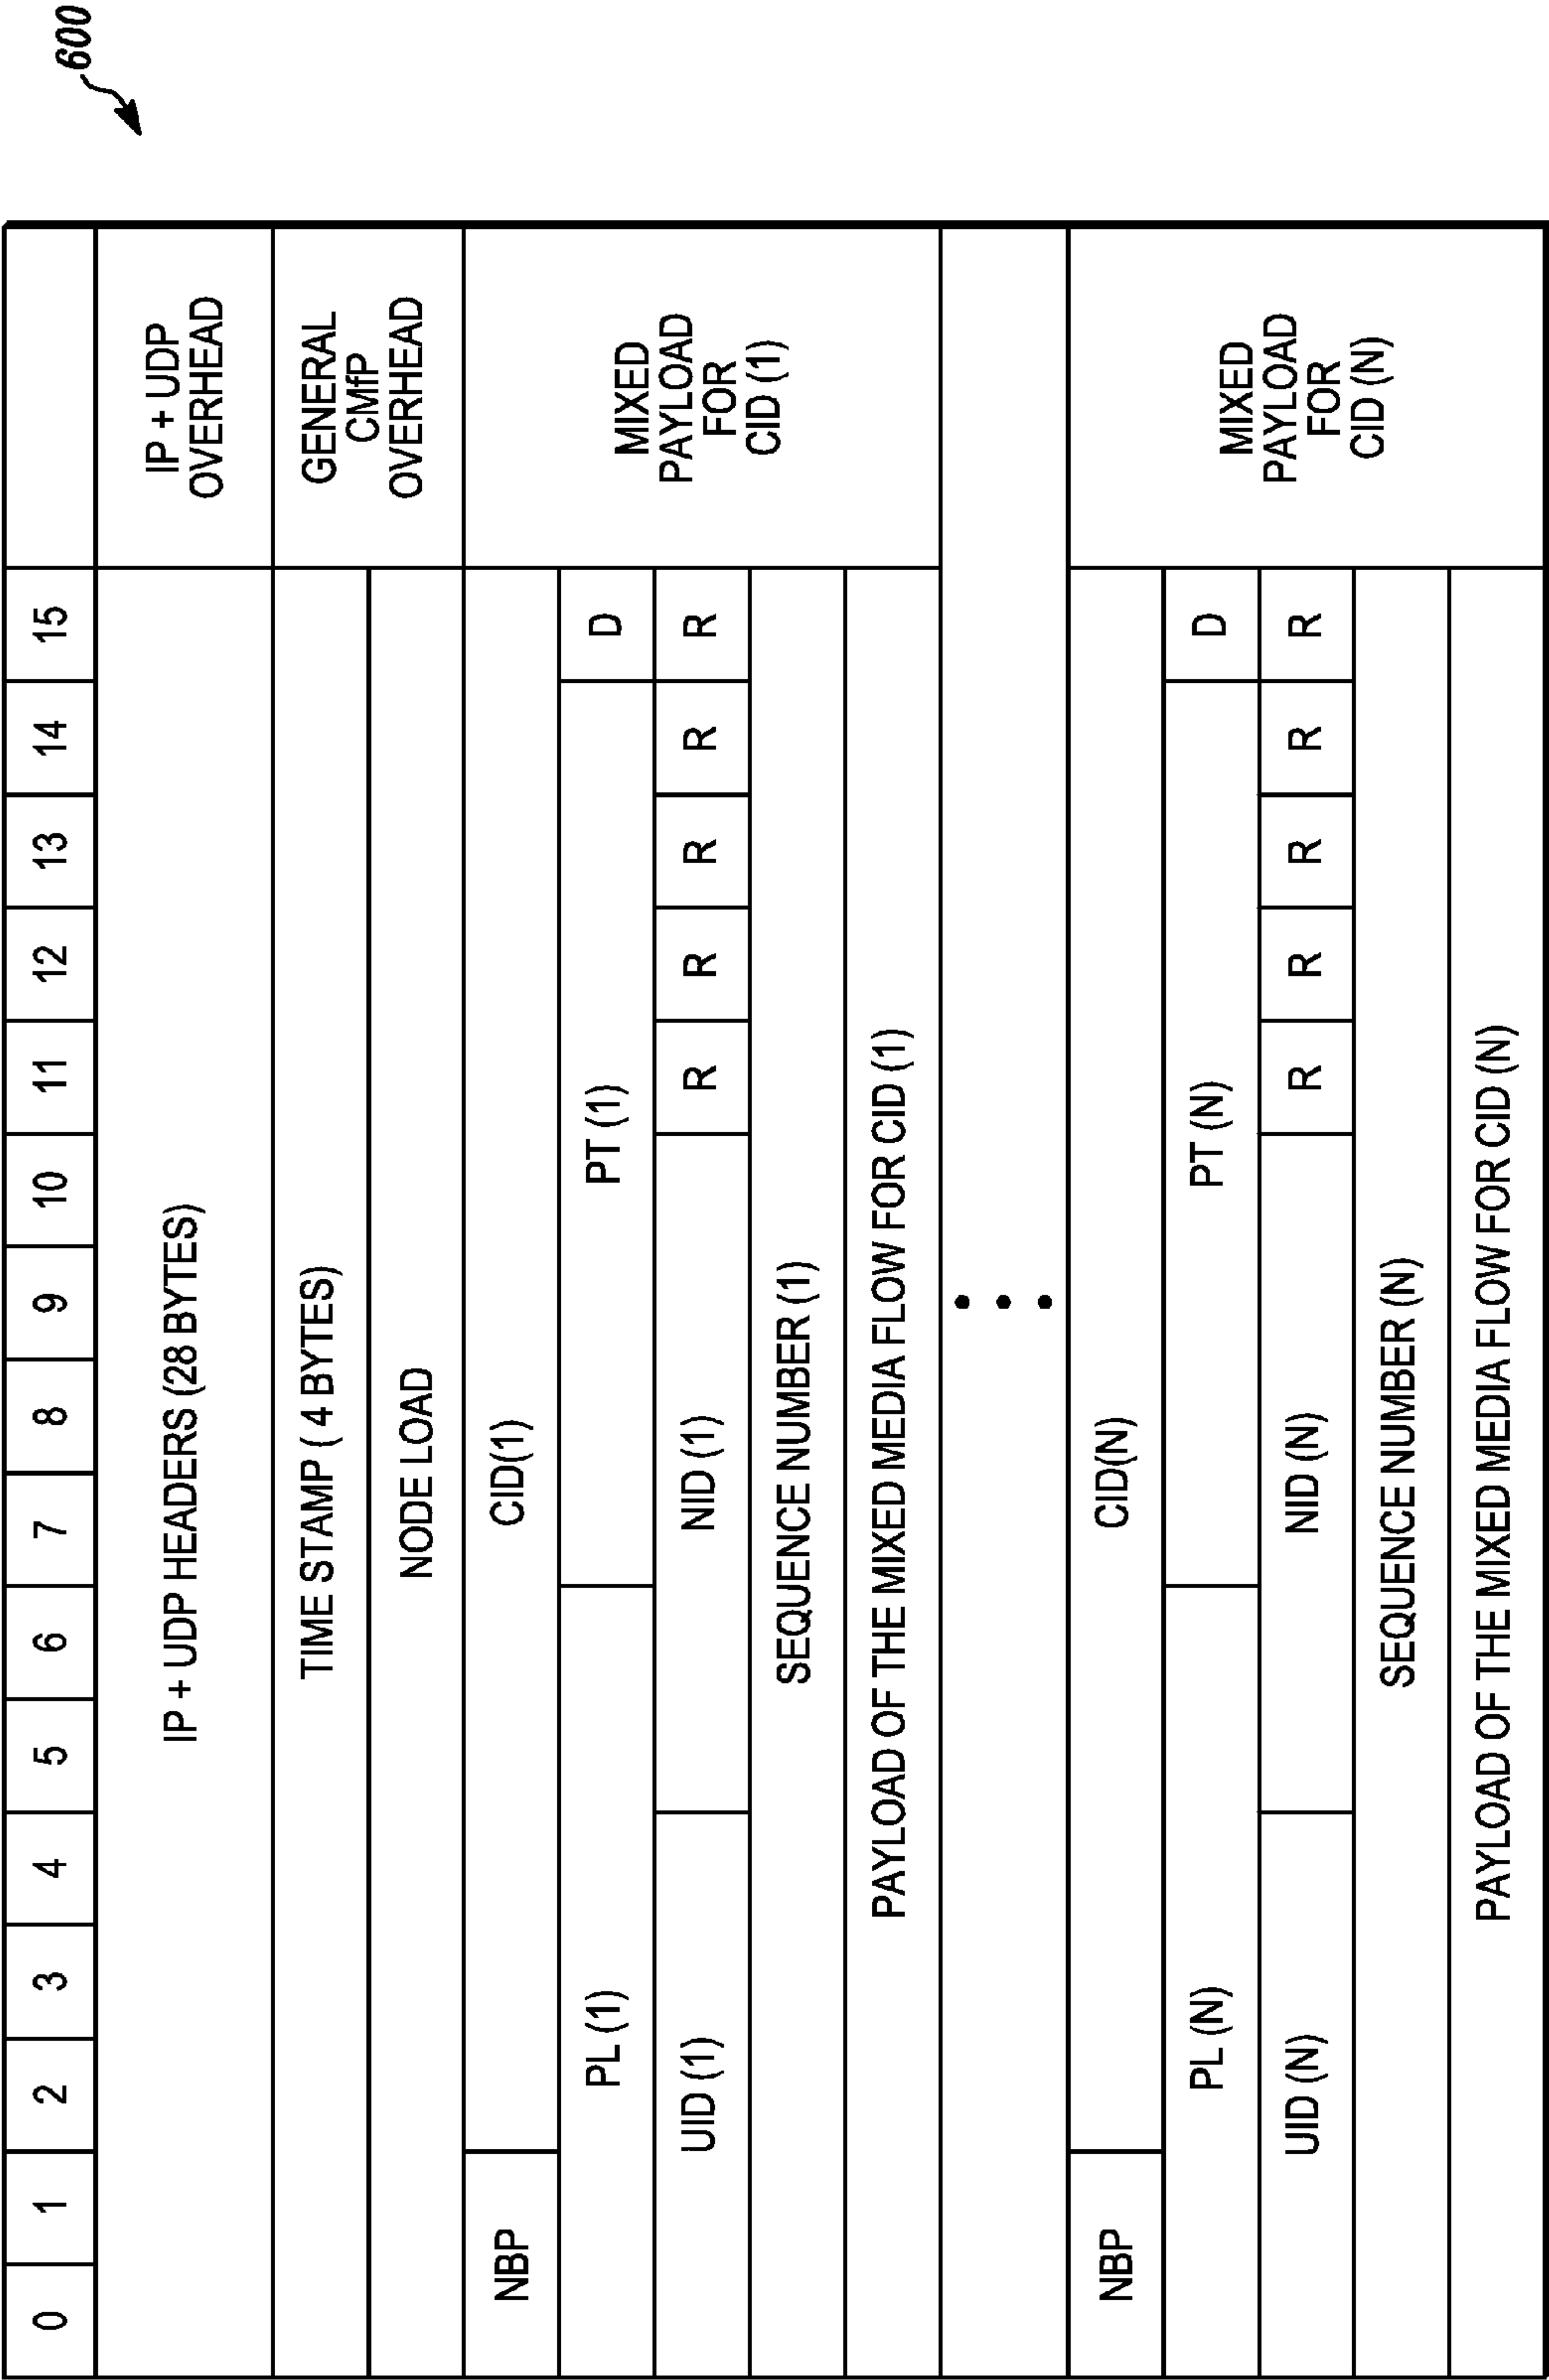 600
0 1 2 3 4 5 6 7 8 9 10 11 12 13 14 15
IP + UDP HEADERS (28 BYTES)
IP + UDP
OVERHEAD
TIME STAMP ( 4 BYTES)
GENERAL
CMfP
OVERHEAD
NODE LOAD
NBP CID(1)
MIXED
PAYLOAD
FOR
CID (1)
PL (1) PT (1) D
UID (1) NID (1) R R R R R
SEQUENCE NUMBER (1)
PAYLOAD OF THE MIXED MEDIA FLOW FOR CID (1)
NBP CID(N)
MIXED
PAYLOAD
FOR
CID (N)
PL (N) PT (N) D
UID (N) NID (N) R R R R R
SEQUENCE NUMBER (N)
PAYLOAD OF THE MIXED MEDIA FLOW FOR CID (N)